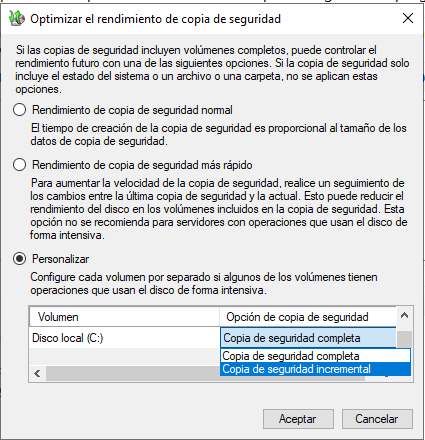 Optimizar el rendimiento de copia de seguridad
Si las copias de seguridad incluyen volúmenes completos, puede controlar el
rendimiento futuro con una de las siguientes opciones. Si la copia de seguridad solo
incluye el estado del sistema o un archivo o una carpeta, no se aplican estas
opciones.
Rendimiento de copia de seguridad normal
El tiempo de creación de la copia de seguridad es proporcional al tamaño de los
datos de copia de seguridad.
Rendimiento de copia de seguridad más rápido
Para aumentar la velocidad de la copia de seguridad, realice un seguimiento de
los cambios entre la última copia de seguridad y la actual. Esto puede reducir el
rendimiento del disco en los volúmenes incluidos en la copia de seguridad. Esta
opción no se recomienda para servidores con operaciones que usan el disco de
forma intensiva.
Personalizar
Configure cada volumen por separado si algunos de los volúmenes tienen
operaciones que usan el disco de forma intensiva.
Volumen Opción de copia de seguridad
Disco local (C:) Copia de seguridad completa
Copia de seguridad completa
Copia de seguridad incremental
Aceptar Cancelar